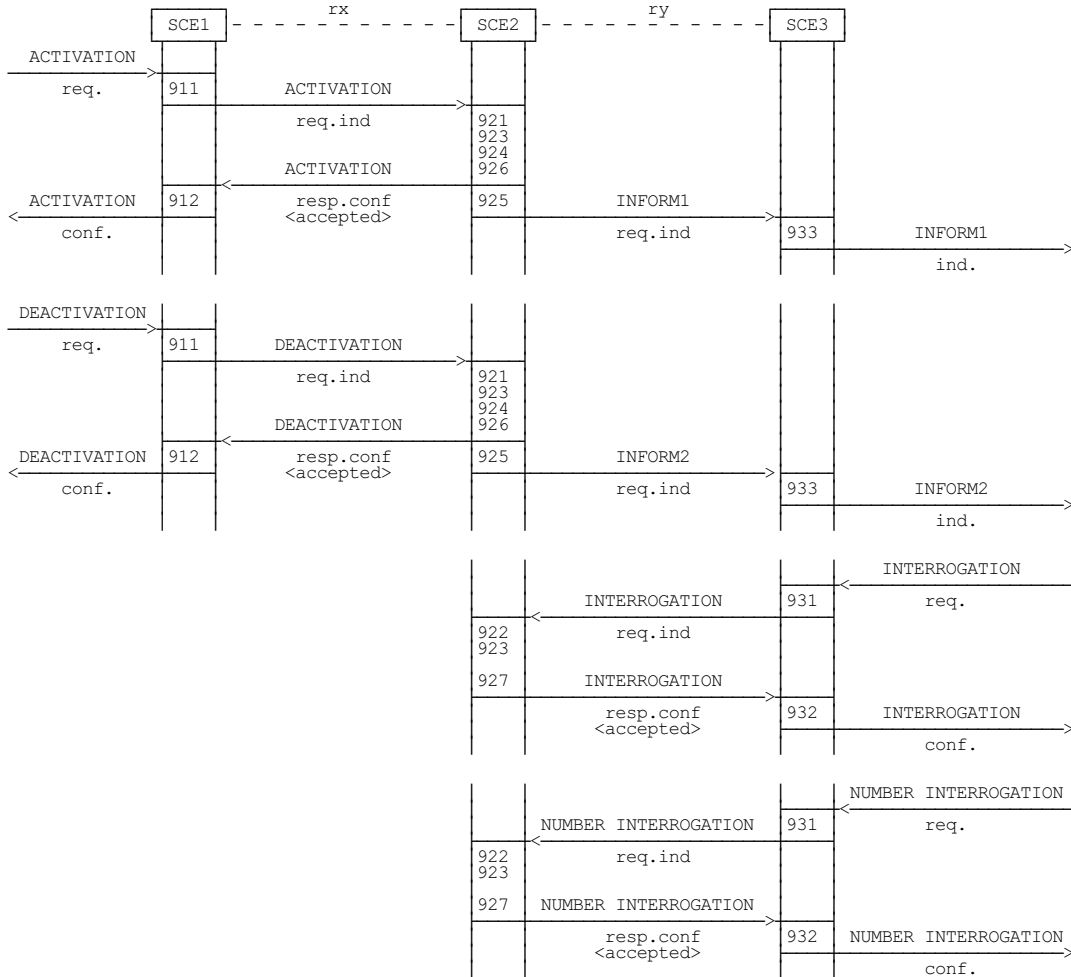 rx ry
SCE1 SCE2 SCE3
ACTIVATION
req. 911 ACTIVATION
req.ind 921
923
924
ACTIVATION 926
ACTIVATION 912 resp.conf 925 INFORM1
<accepted>
conf. req.ind 933 INFORM1
ind.
DEACTIVATION
req. 911 DEACTIVATION
req.ind 921
923
924
DEACTIVATION 926
DEACTIVATION 912 resp.conf 925 INFORM2
<accepted>
conf. req.ind 933 INFORM2
ind.
INTERROGATION
INTERROGATION 931 req.
922 req.ind
923
927 INTERROGATION
resp.conf 932 INTERROGATION
<accepted>
conf.
NUMBER INTERROGATION
NUMBER INTERROGATION 931 req.
922 req.ind
923
927 NUMBER INTERROGATION
resp.conf 932 NUMBER INTERROGATION
<accepted>
conf.